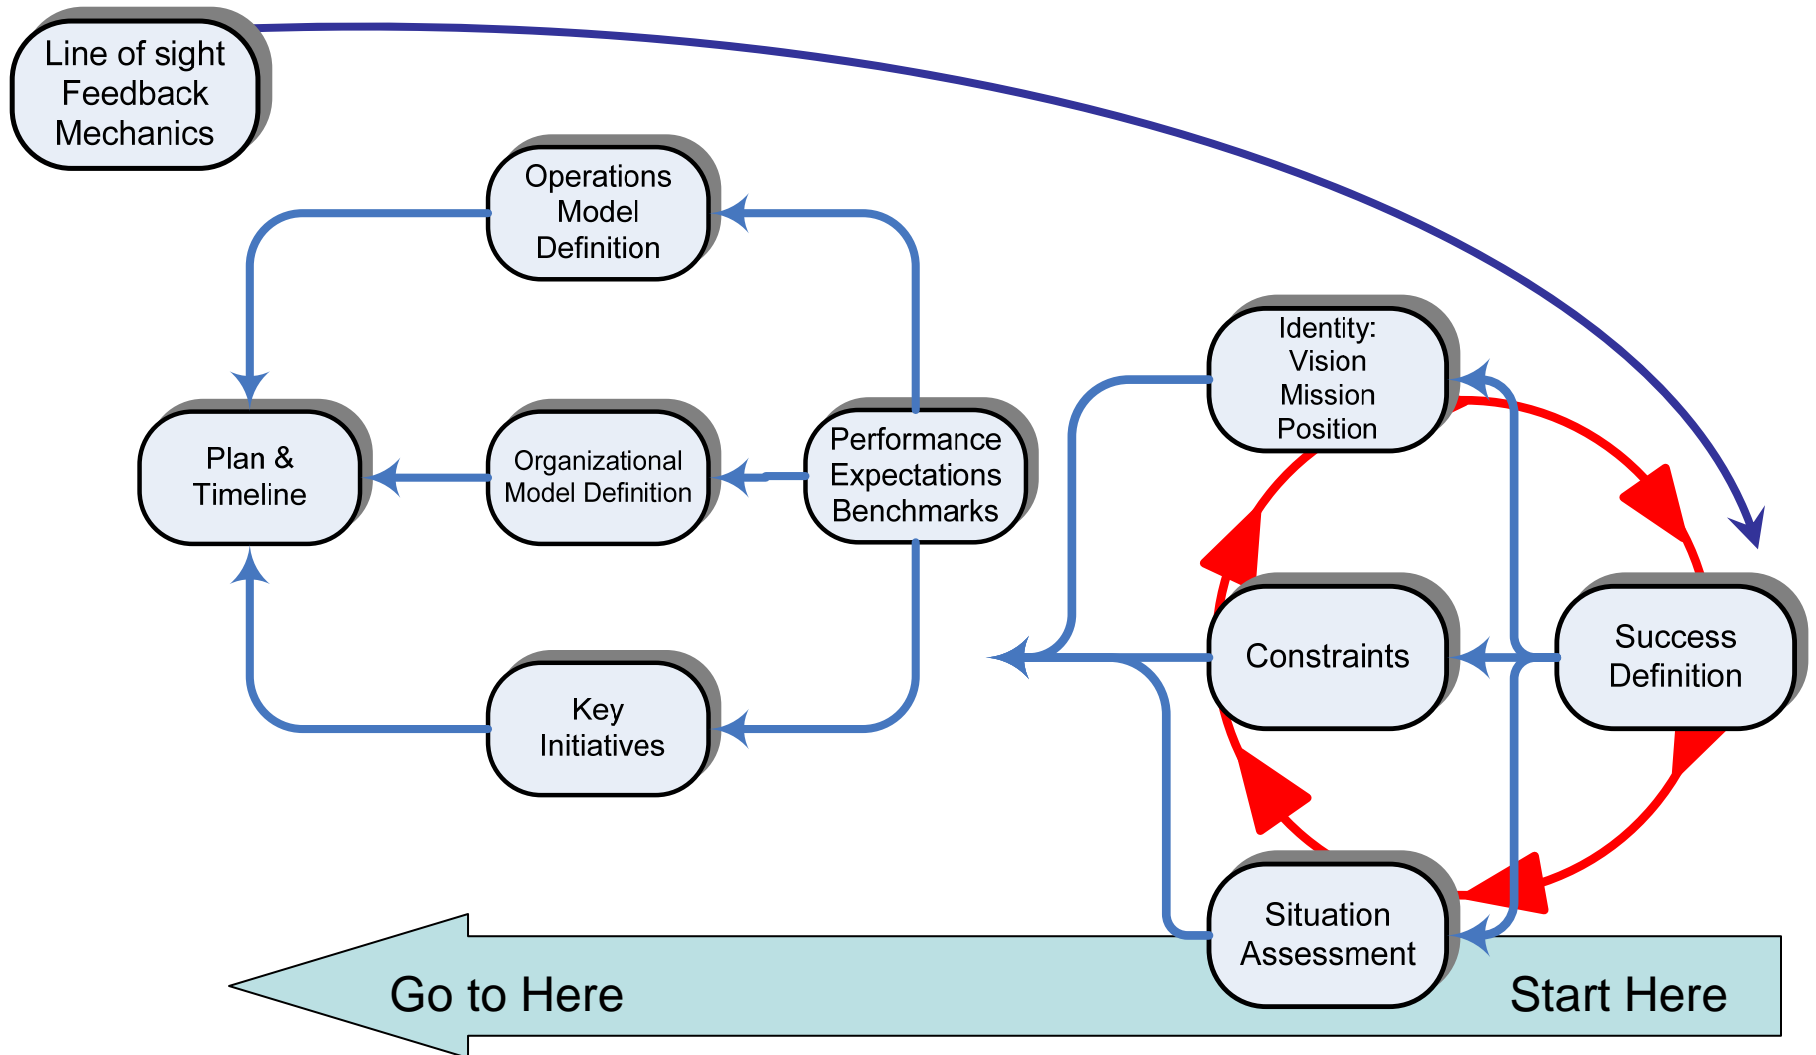 Line of sight
Feedback
Mechanics
Operations
Model
Definition
Identity:
Vision
Mission
Position
Plan &
Timeline
Organizational
Model Definition
Performance
Expectations
Benchmarks
Constraints
Success
Definition
Key
Initiatives
Situation
Assessment
Go to Here
Start Here